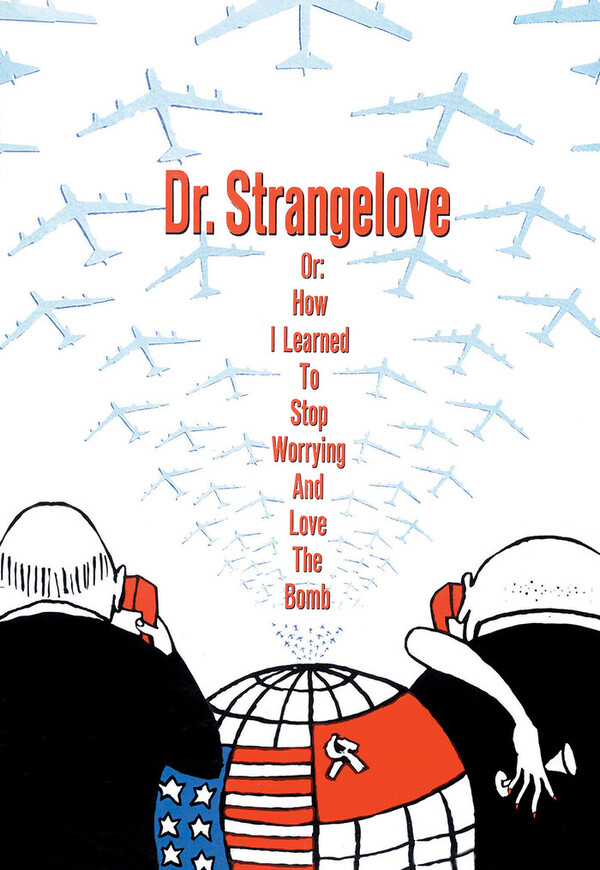 Dr. Strangelove
Or:
How
I Learned
To
Stop
Worrying
And
Love
The
Bomb